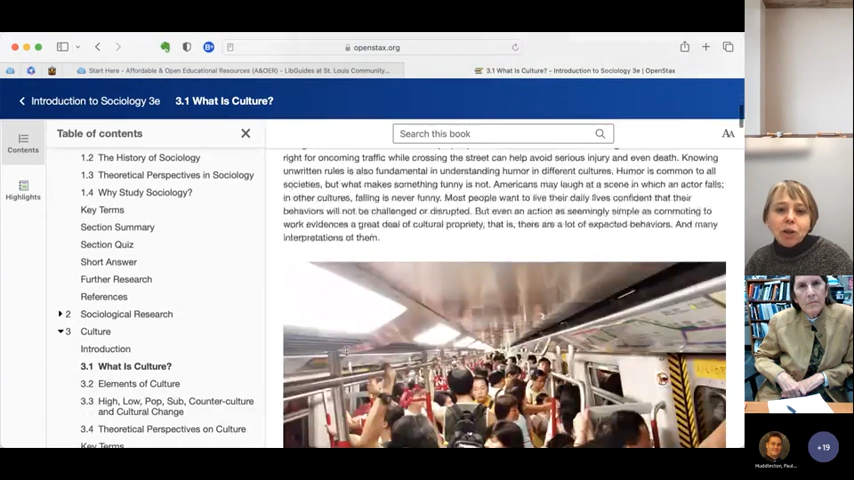 openstax.org
Start Here - Affordable & Open Educational Resources (A&OER) - LibGuides at St. Louis Community...
3.1 What Is Culture? - Introduction to Sociology 3e | OpenStax
Introduction to Sociology 3e
3.1 What Is Culture?
Contents
Highlights
Table of contents
1.2 The History of Sociology
1.3 Theoretical Perspectives in Sociology
1.4 Why Study Sociology?
Key Terms
Section Summary
Section Quiz
Short Answer
Further Research
References
2 Sociological Research
3 Culture
Introduction
3.1 What Is Culture?
3.2 Elements of Culture
3.3 High, Low, Pop, Sub, Counter-culture
and Cultural Change
3.4 Theoretical Perspectives on Culture
Key Terms
Search this book
AA
right for oncoming traffic while crossing the street can help avoid serious injury and even death. Knowing
unwritten rules is also fundamental in understanding humor in different cultures. Humor is common to all
societies, but what makes something funny is not. Americans may laugh at a scene in which an actor falls;
in other cultures, falling is never funny. Most people want to live their daily lives confident that their
behaviors will not be challenged or disrupted. But even an action as seemingly simple as commuting to
work evidences a great deal of cultural propriety, that is, there are a lot of expected behaviors. And many
interpretations of them.
Muddleston, Paul...
+19